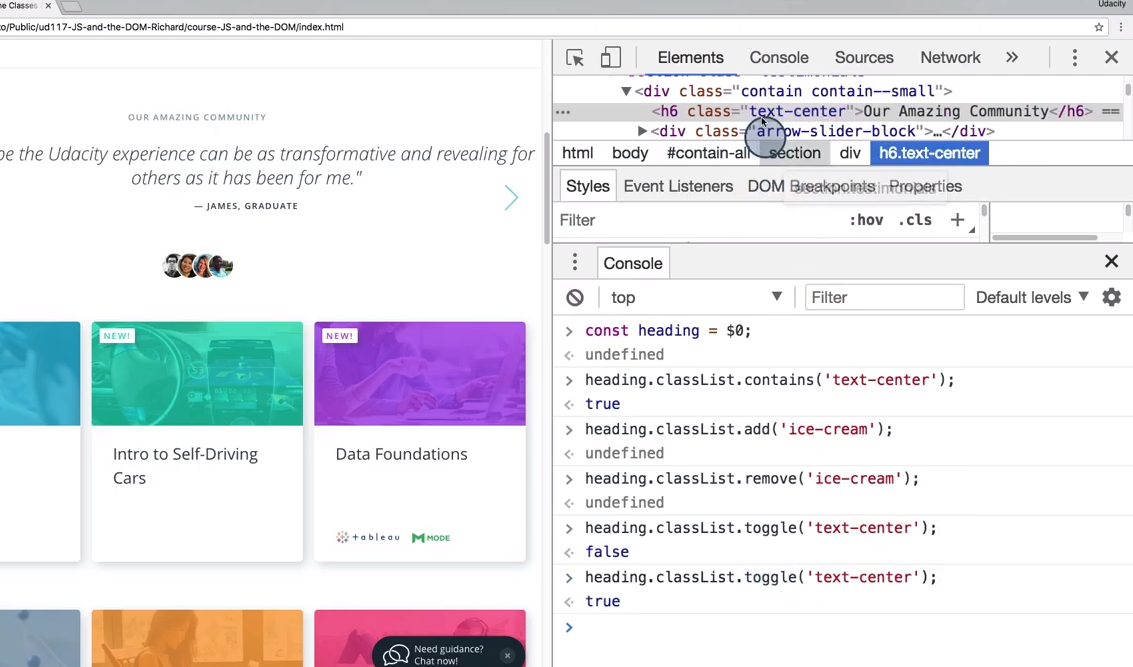 ne Classes
Udacity
to/Public/ud117-JS-and-the-DOM-Richard/course-JS-and-the-DOM/index.html
OUR AMAZING COMMUNITY
be the Udacity experience can be as transformative and revealing for
others as it has been for me."
— JAMES, GRADUATE
NEW!
NEW!
Intro to Self-Driving
Cars
Data Foundations
+ableau
MODE
Need guidance?
Chat now!
Elements Console Sources Network
▼<div class="contain contain--small">
<h6 class="text-center">Our Amazing Community</h6> ==
▶<div class="arrow-slider-block">…</div>
html body #contain-all section div h6.text-center
Styles Event Listeners DOM Breakpoints Properties
Filter :hov .cls +
Console
top ▼ Filter Default levels ▼
> const heading = $0;
undefined
> heading.classList.contains('text-center');
true
> heading.classList.add('ice-cream');
undefined
> heading.classList.remove('ice-cream');
undefined
> heading.classList.toggle('text-center');
false
> heading.classList.toggle('text-center');
true
>